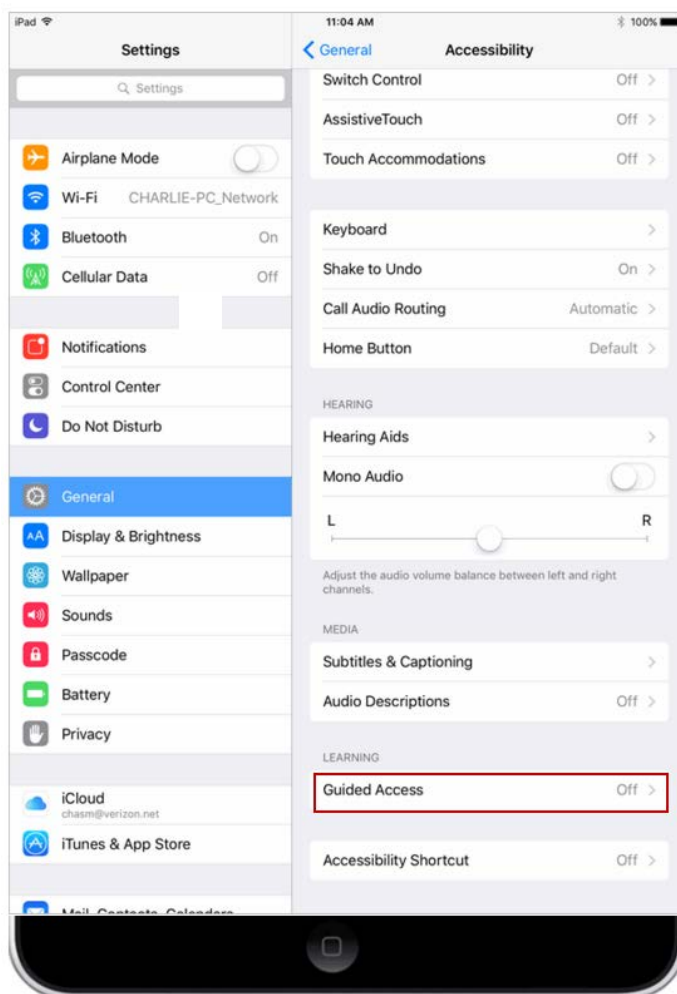 iPad
11:04 AM
100%
Settings
General
Accessibility
Settings
Airplane Mode
Wi-Fi CHARLIE-PC_Network
Bluetooth On
Cellular Data Off
Notifications
Control Center
Do Not Disturb
General
Display & Brightness
AA
Wallpaper
Sounds
Passcode
Battery
Privacy
iCloud
chasm@verizon.net
iTunes & App Store
Mail, Contacts, Calendars
Switch Control Off
AssistiveTouch Off
Touch Accommodations Off
Keyboard
Shake to Undo On
Call Audio Routing Automatic
Home Button Default
HEARING
Hearing Aids
Mono Audio
L R
Adjust the audio volume balance between left and right
channels.
MEDIA
Subtitles & Captioning
Audio Descriptions Off
LEARNING
Guided Access Off
Accessibility Shortcut Off